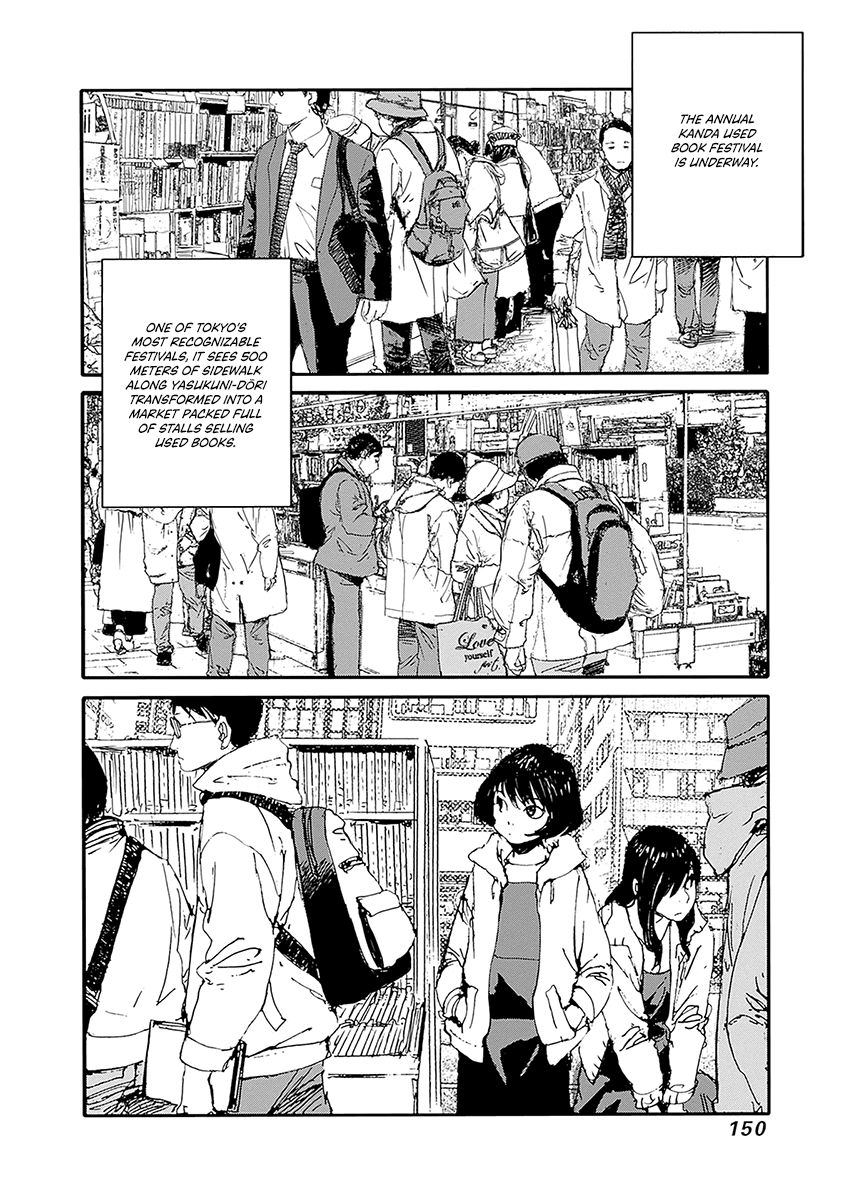 THE ANNUAL
KANDA USED
BOOK FESTIVAL
IS UNDERWAY.
ONE OF TOKYO'S
MOST RECOGNIZABLE
FESTIVALS, IT SEES 500
METERS OF SIDEWALK
ALONG YASUKUNI-DŌRI
TRANSFORMED INTO A
MARKET PACKED FULL
OF STALLS SELLING
USED BOOKS.
Love
yourself
150